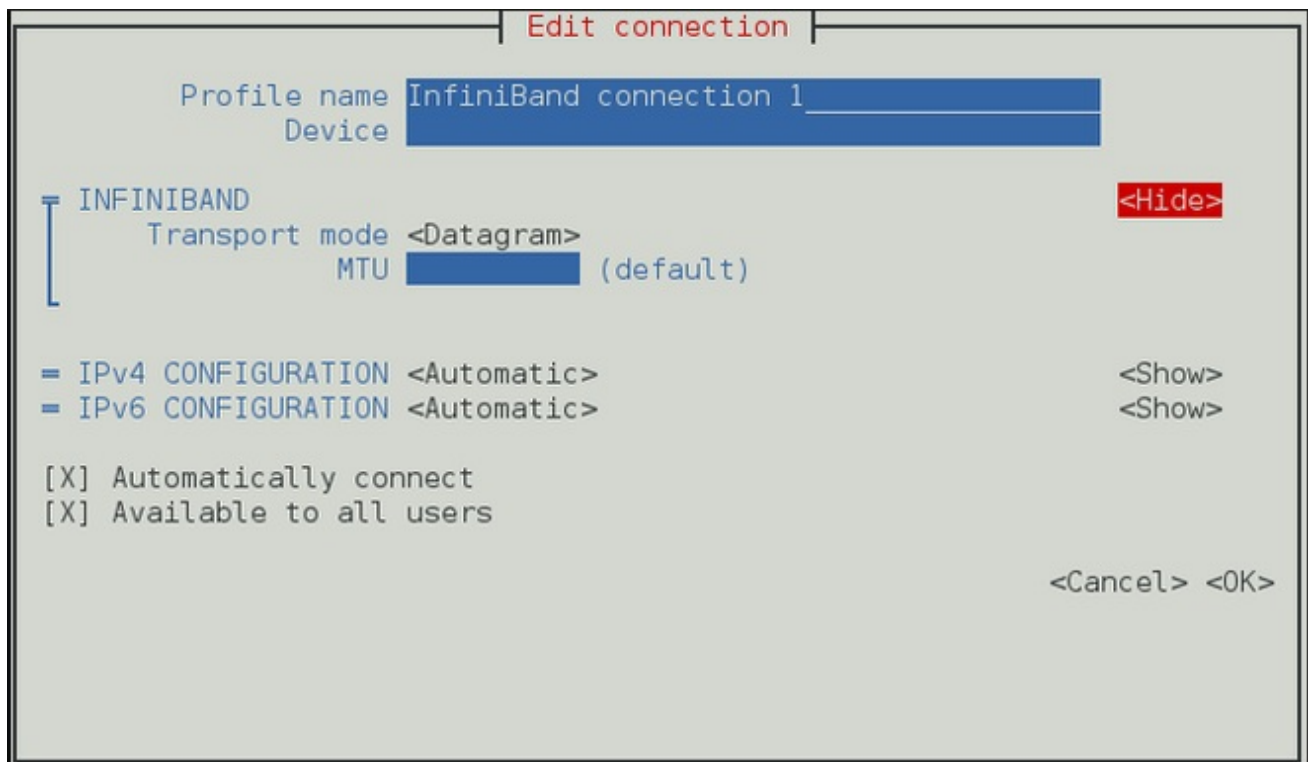 Edit connection
Profile name InfiniBand connection 1
Device
INFINIBAND <Hide>
Transport mode <Datagram>
MTU (default)
IPv4 CONFIGURATION <Automatic> <Show>
IPv6 CONFIGURATION <Automatic> <Show>
[X] Automatically connect
[X] Available to all users
<Cancel> <OK>